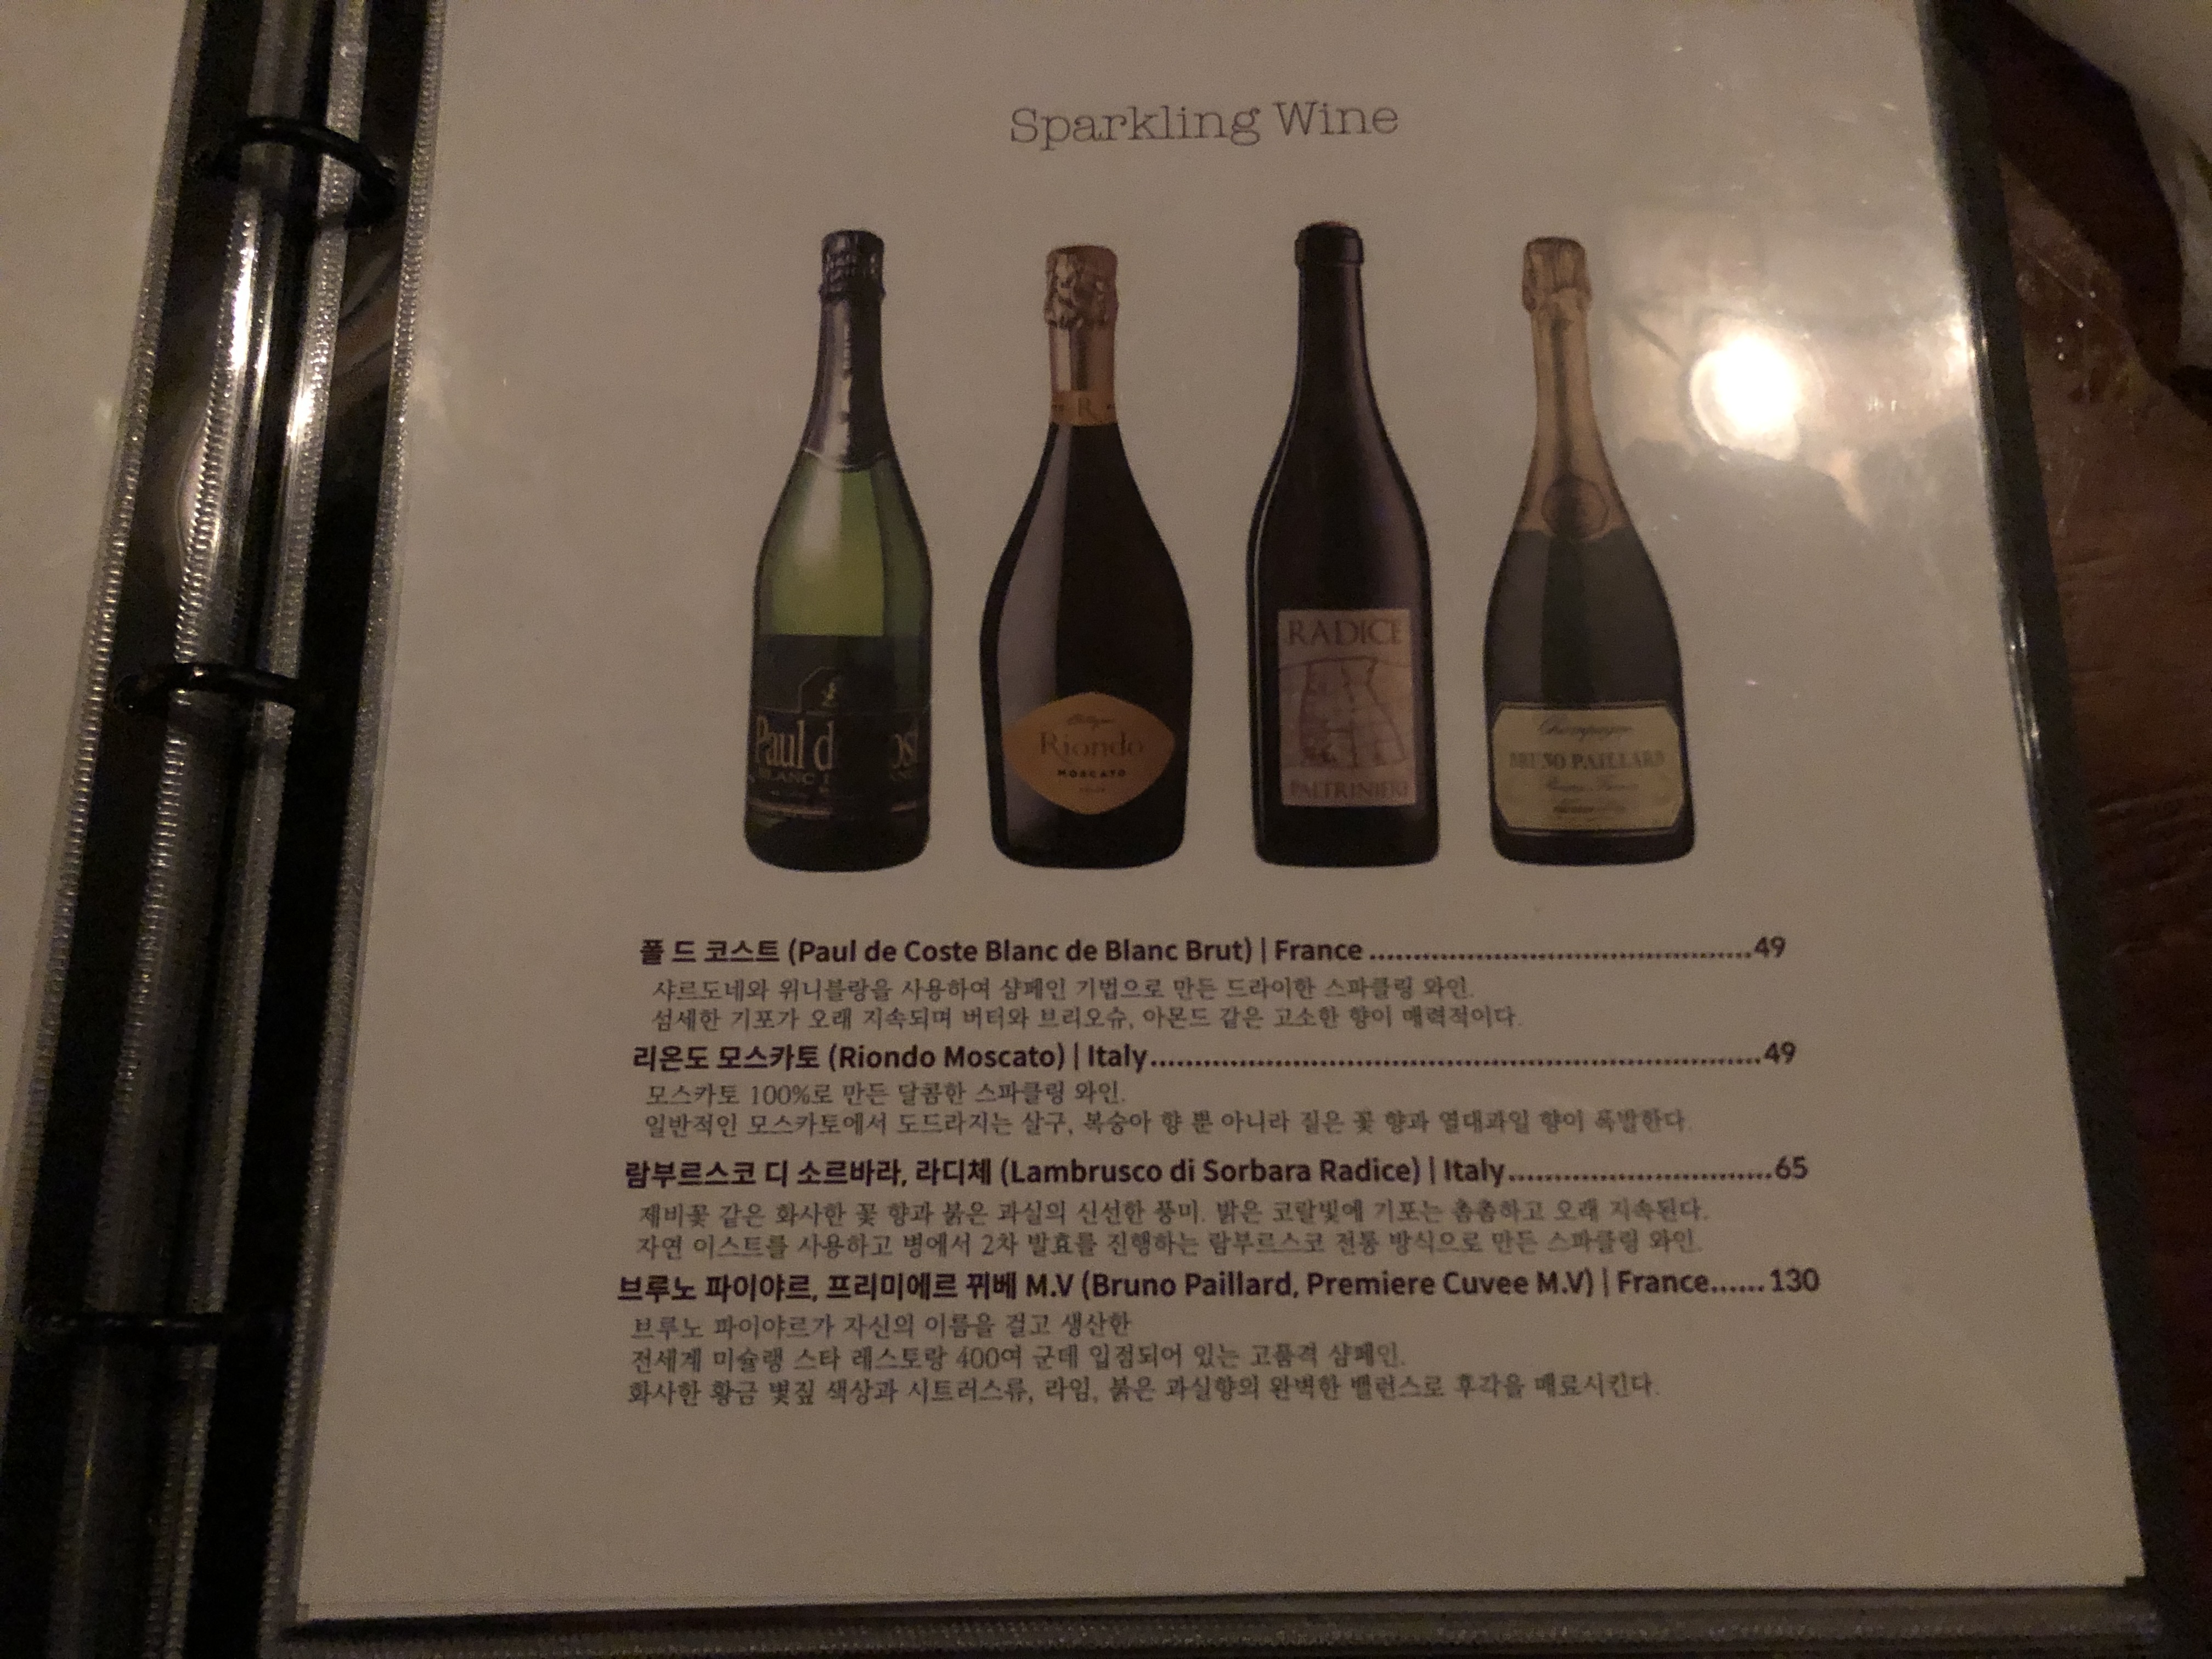 Sparkling Wine
R
Paul d
BLANC
Riondo
MOSCATO
RADICE
PALTRINIERI
Champagne
BRUNO PAILLARD
폴 드 코스트 (Paul de Coste Blanc de Blanc Brut) | France ................................................49
샤르도네와 위니블랑을 사용하여 샴페인 기법으로 만든 드라이한 스파클링 와인.
섬세한 기포가 오래 지속되며 버터와 브리오슈, 아몬드 같은 고소한 향이 매력적이다.
리온도 모스카토 (Riondo Moscato) | Italy................................................................................49
모스카토 100%로 만든 달콤한 스파클링 와인.
일반적인 모스카토에서 도드라지는 살구, 복숭아 향 뿐 아니라 짙은 꽃 향과 열대과일 향이 폭발한다.
람부르스코 디 소르바라, 라디체 (Lambrusco di Sorbara Radice) | Italy.................................65
제비꽃 같은 화사한 꽃 향과 붉은 과실의 신선한 풍미. 밝은 코랄빛에 기포는 촘촘하고 오래 지속된다.
자연 이스트를 사용하고 병에서 2차 발효를 진행하는 람부르스코 전통 방식으로 만든 스파클링 와인.
브루노 파이야르, 프리미에르 뀌베 M.V (Bruno Paillard, Premiere Cuvee M.V) | France......130
브루노 파이야르가 자신의 이름을 걸고 생산한
전세계 미슐랭 스타 레스토랑 400여 군데 입점되어 있는 고품격 샴페인.
화사한 황금 볓짚 색상과 시트러스류, 라임, 붉은 과실향의 완벽한 밸런스로 후각을 매료시킨다.